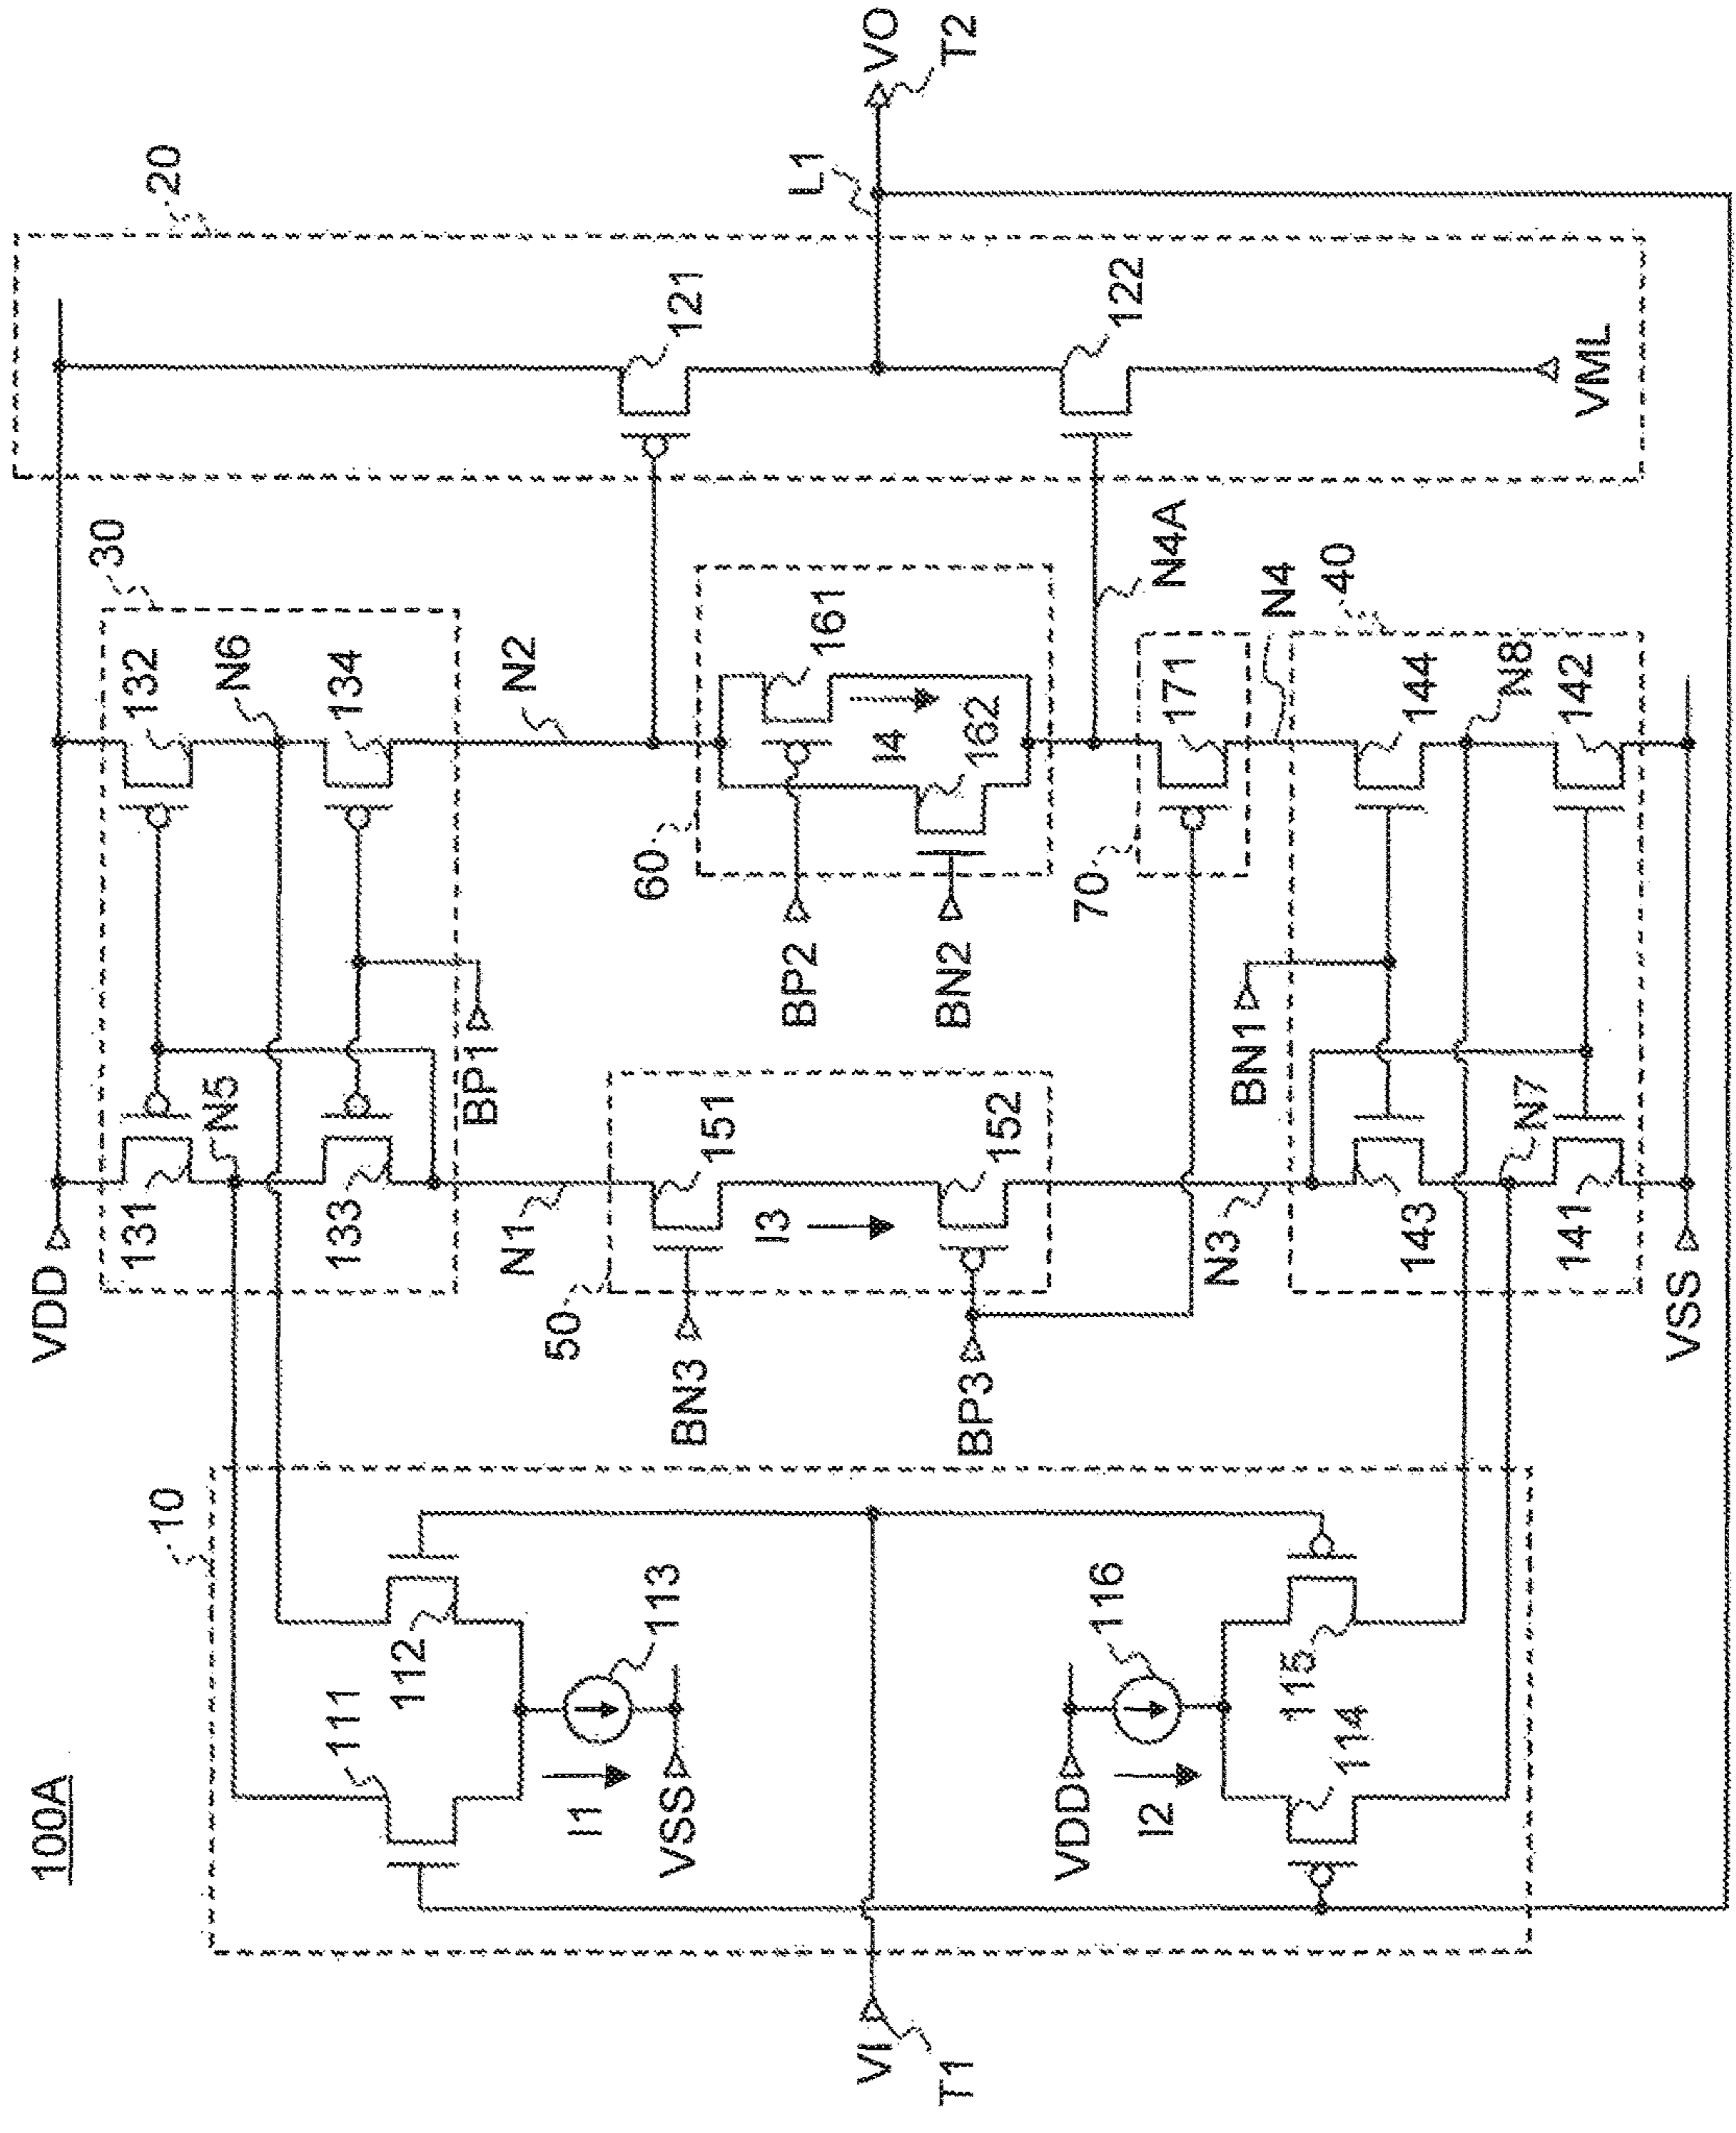 100A
VDD
30
20
10
131
132
N5
N6
133
134
BP1
N1
N2
111
112
113
I1
VSS
50
BN3
151
I3
BP3
152
60
161
BP2
I4
162
BN2
121
L1
VO
T2
VI
T1
122
N4A
70
171
N4
40
VDD
116
I2
114
115
N3
BN1
143
144
N7
N8
141
142
VSS
VML